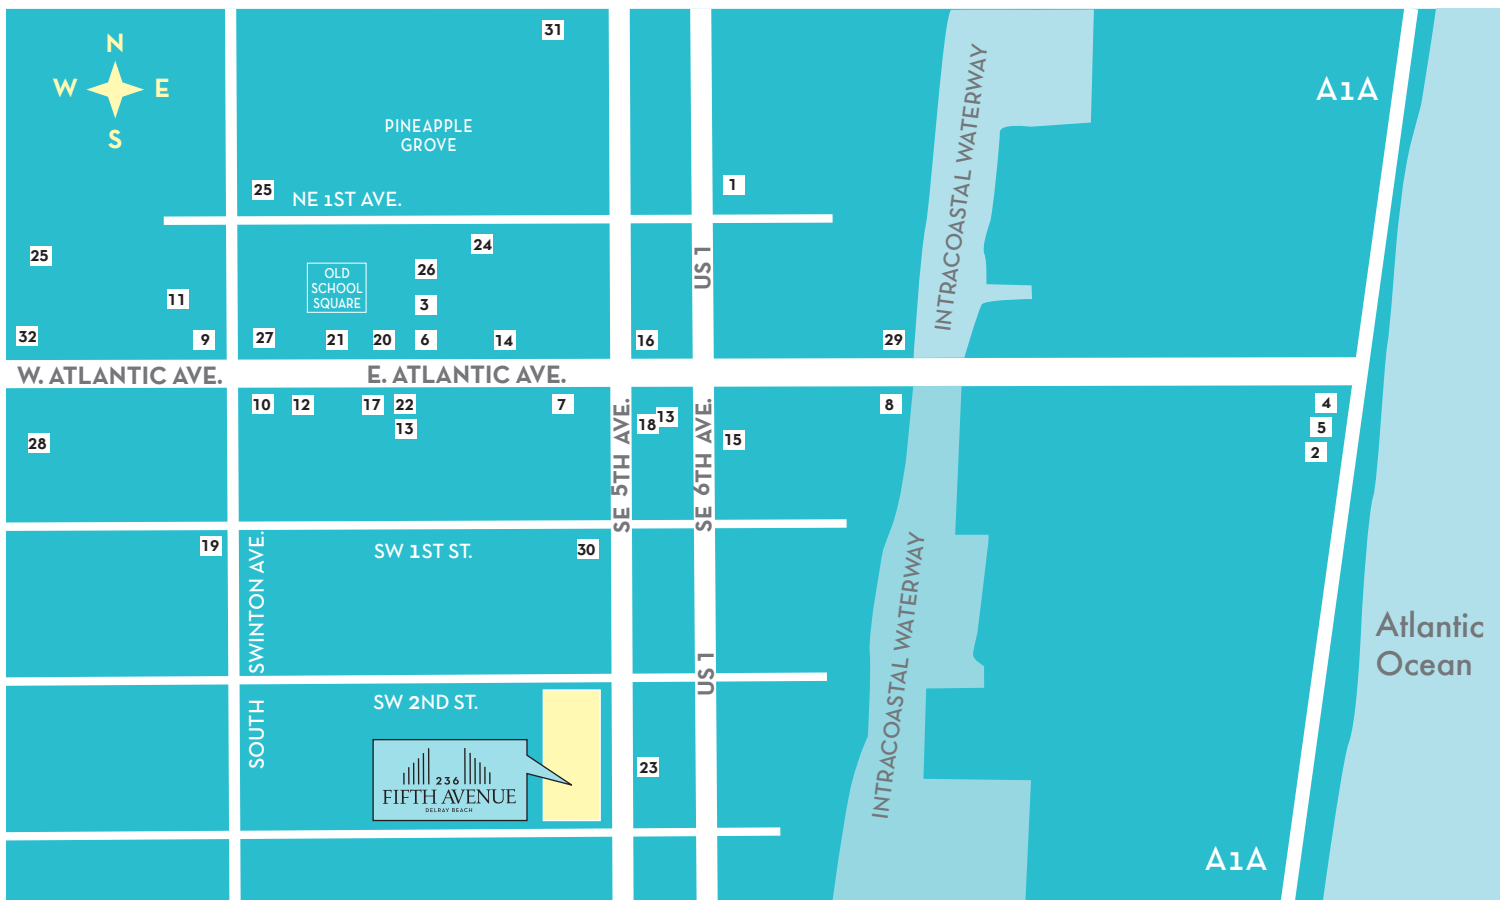 31
N
W E
S
A1A
PINEAPPLE
GROVE
INTRACOASTAL WATERWAY
25
NE 1ST AVE.
1
25
24
26
US 1
OLD
SCHOOL
SQUARE
11
3
32
9
27
21
20
6
14
16
29
W. ATLANTIC AVE.
E. ATLANTIC AVE.
10
12
17
22
13
7
18
13
15
8
4
5
2
28
SE 5TH AVE.
SE 6TH AVE.
19
SW 1ST ST.
30
SOUTH SWINTON AVE.
INTRACOASTAL WATERWAY
Atlantic
Ocean
US 1
SW 2ND ST.
236
FIFTH AVENUE
DELRAY BEACH
23
A1A